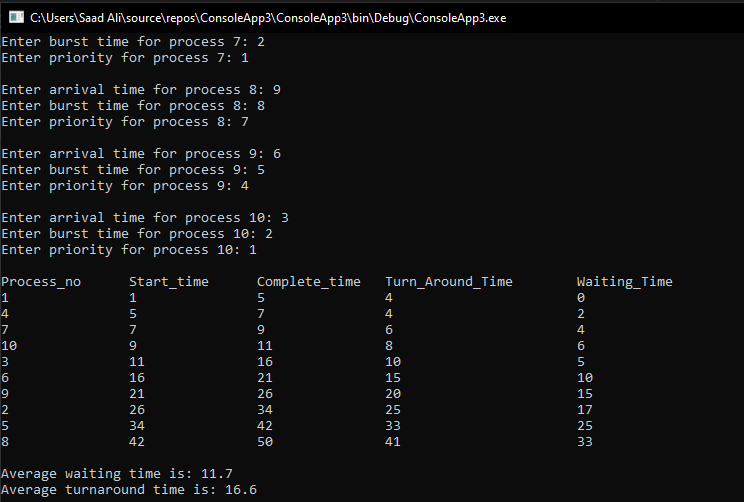 C:\Users\Saad Ali\source\repos\ConsoleApp3\ConsoleApp3\bin\Debug\ConsoleApp3.exe
Enter burst time for process 7: 2
Enter priority for process 7: 1
Enter arrival time for process 8: 9
Enter burst time for process 8: 8
Enter priority for process 8: 7
Enter arrival time for process 9: 6
Enter burst time for process 9: 5
Enter priority for process 9: 4
Enter arrival time for process 10: 3
Enter burst time for process 10: 2
Enter priority for process 10: 1
Process_no Start_time Complete_time Turn_Around_Time Waiting_Time
1 1 5 4 0
4 5 7 4 2
7 7 9 6 4
10 9 11 8 6
3 11 16 10 5
6 16 21 15 10
9 21 26 20 15
2 26 34 25 17
5 34 42 33 25
8 42 50 41 33
Average waiting time is: 11.7
Average turnaround time is: 16.6